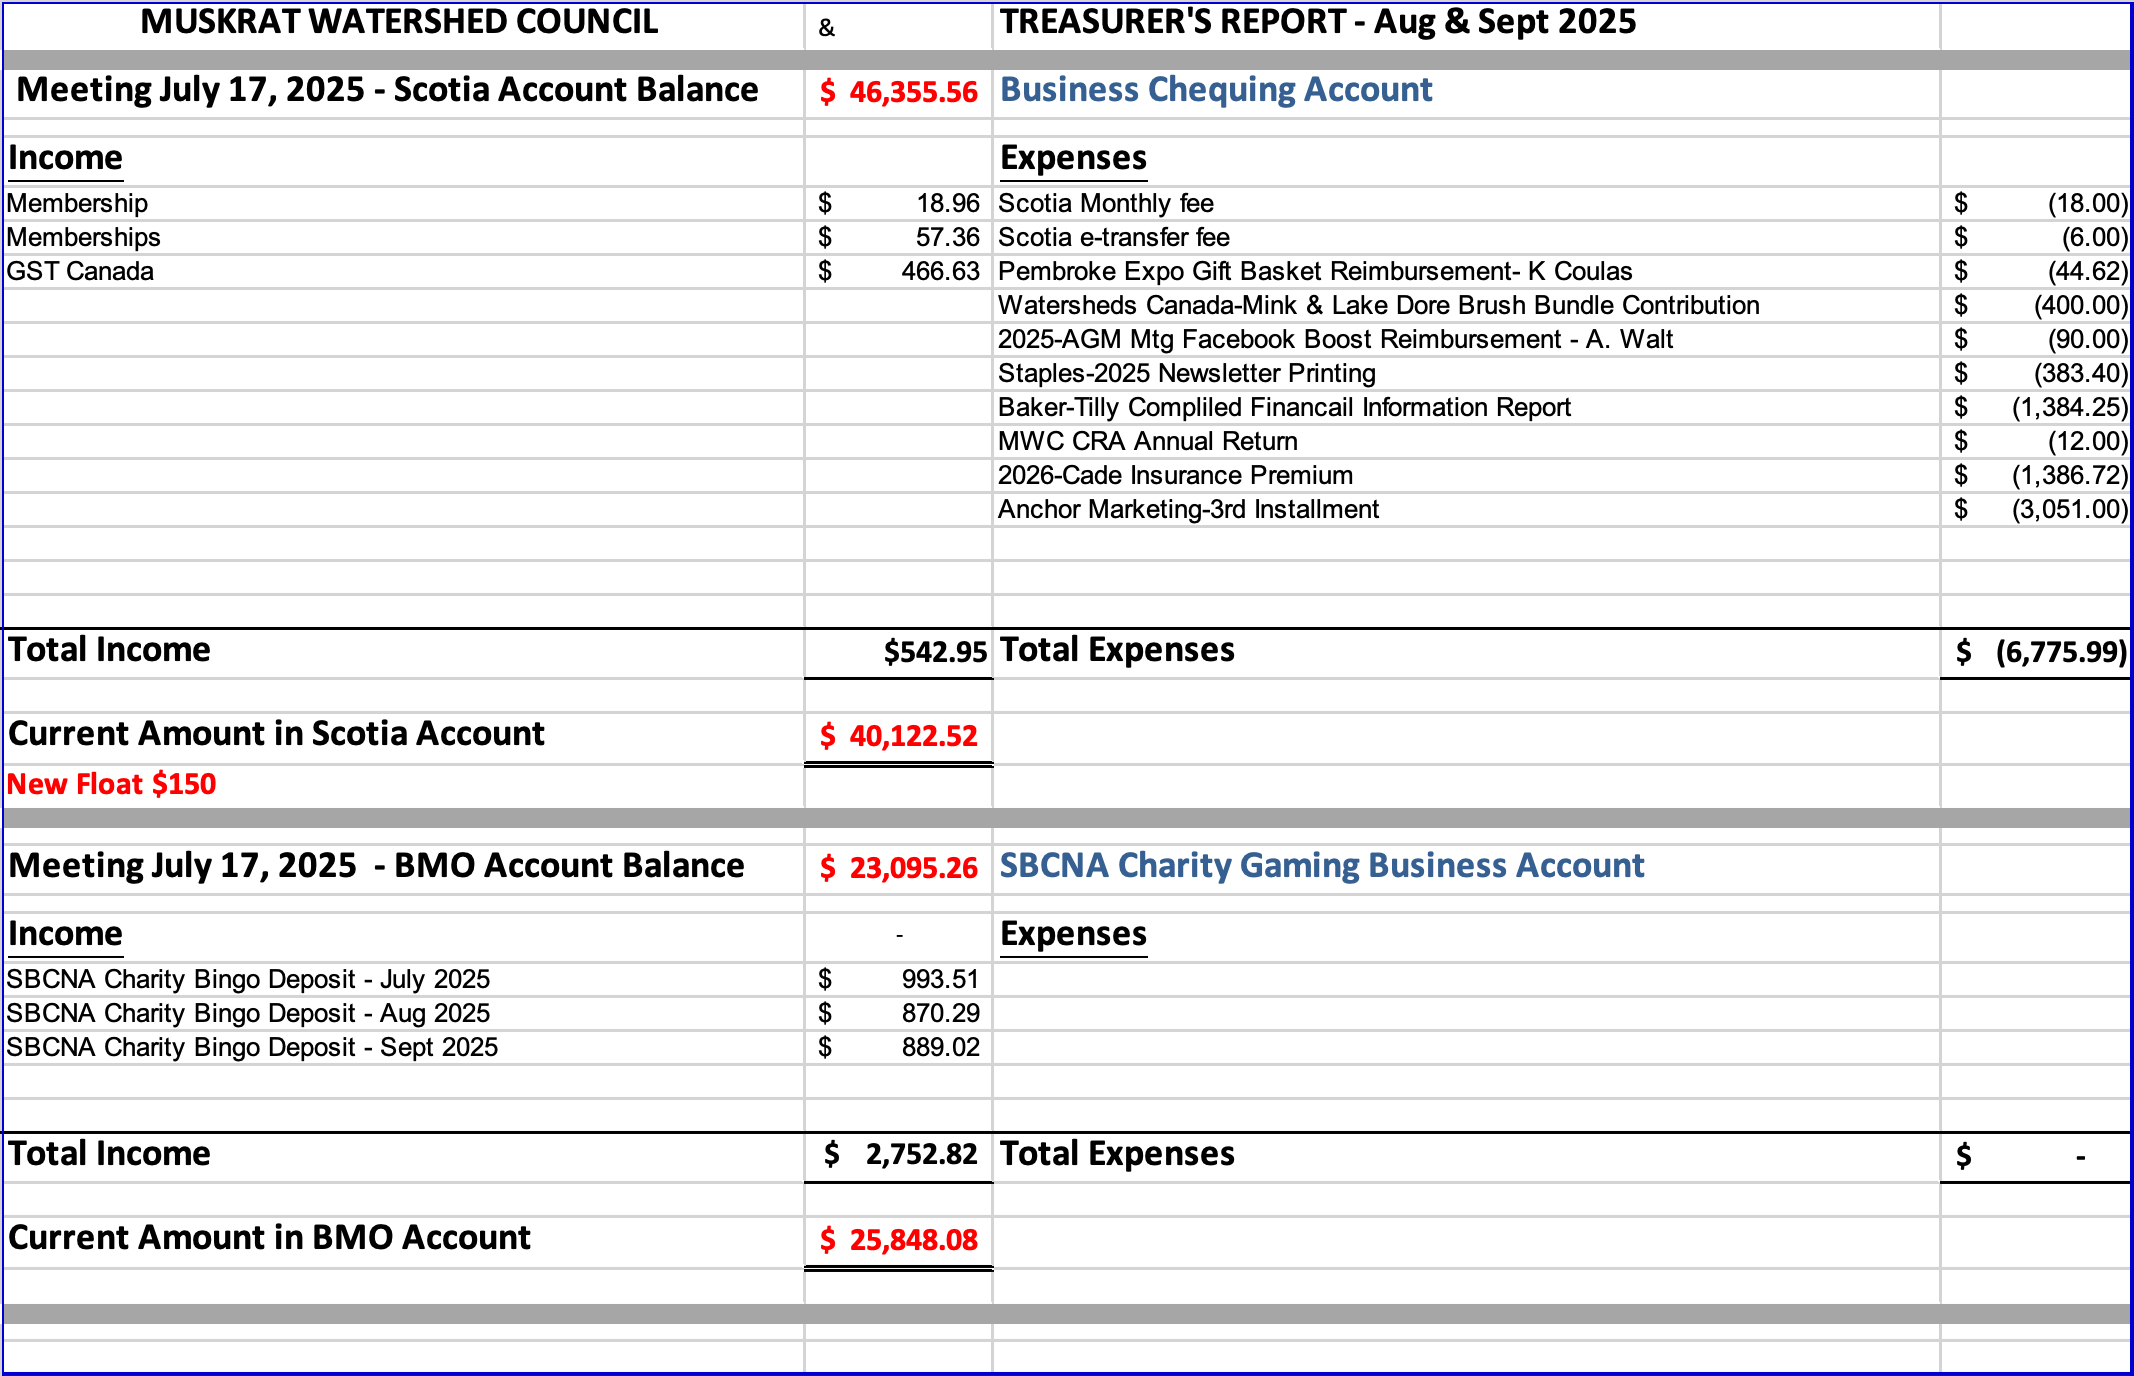 MUSKRAT WATERSHED COUNCIL & TREASURER'S REPORT - Aug & Sept 2025
Meeting July 17, 2025 - Scotia Account Balance $ 46,355.56 Business Chequing Account
Income Expenses
Membership $ 18.96 Scotia Monthly fee $ (18.00)
Memberships $ 57.36 Scotia e-transfer fee $ (6.00)
GST Canada $ 466.63 Pembroke Expo Gift Basket Reimbursement- K Coulas $ (44.62)
Watersheds Canada-Mink & Lake Dore Brush Bundle Contribution $ (400.00)
2025-AGM Mtg Facebook Boost Reimbursement - A. Walt $ (90.00)
Staples-2025 Newsletter Printing $ (383.40)
Baker-Tilly Compliled Financail Information Report $ (1,384.25)
MWC CRA Annual Return $ (12.00)
2026-Cade Insurance Premium $ (1,386.72)
Anchor Marketing-3rd Installment $ (3,051.00)
Total Income $542.95 Total Expenses $ (6,775.99)
Current Amount in Scotia Account $ 40,122.52
New Float $150
Meeting July 17, 2025 - BMO Account Balance $ 23,095.26 SBCNA Charity Gaming Business Account
Income - Expenses
SBCNA Charity Bingo Deposit - July 2025 $ 993.51
SBCNA Charity Bingo Deposit - Aug 2025 $ 870.29
SBCNA Charity Bingo Deposit - Sept 2025 $ 889.02
Total Income $ 2,752.82 Total Expenses $ -
Current Amount in BMO Account $ 25,848.08